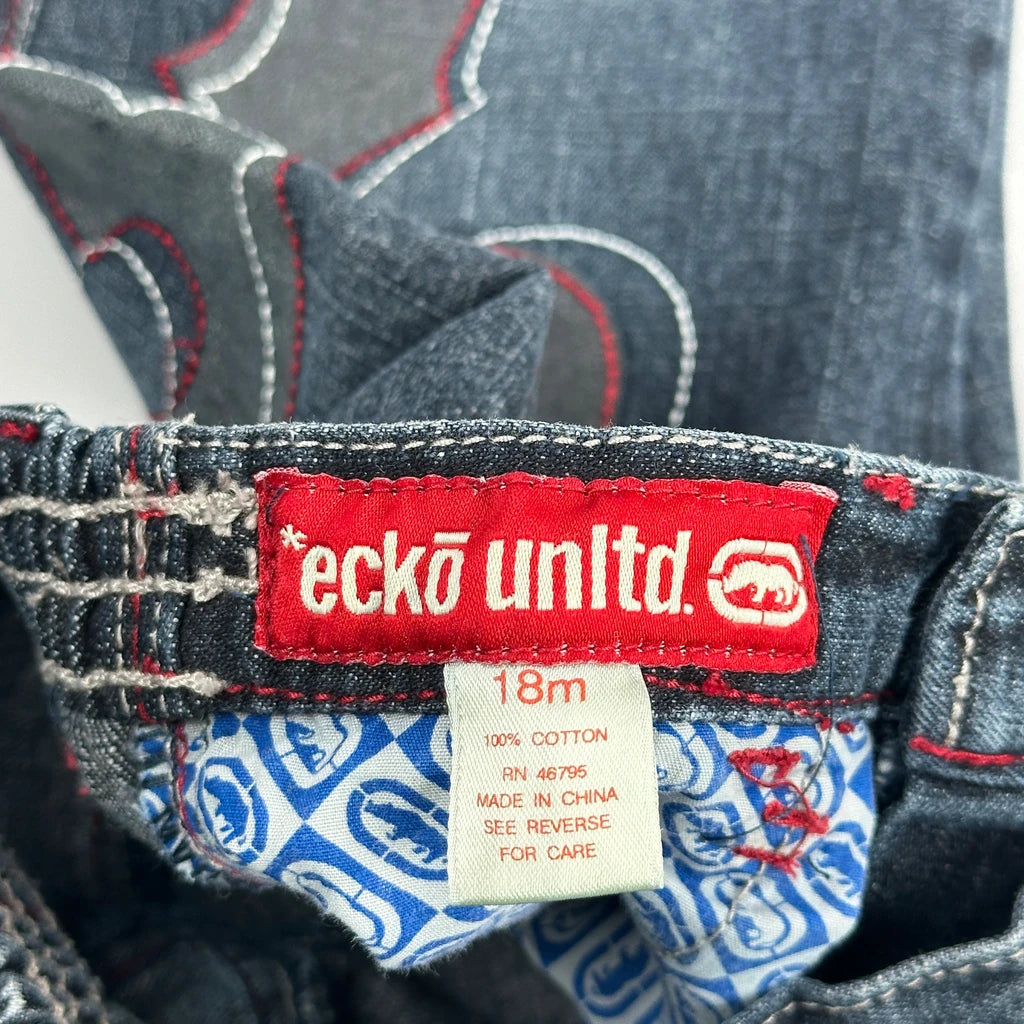 *eckō unltd.
18m
100% COTTON
RN 46795
MADE IN CHINA
SEE REVERSE
FOR CARE